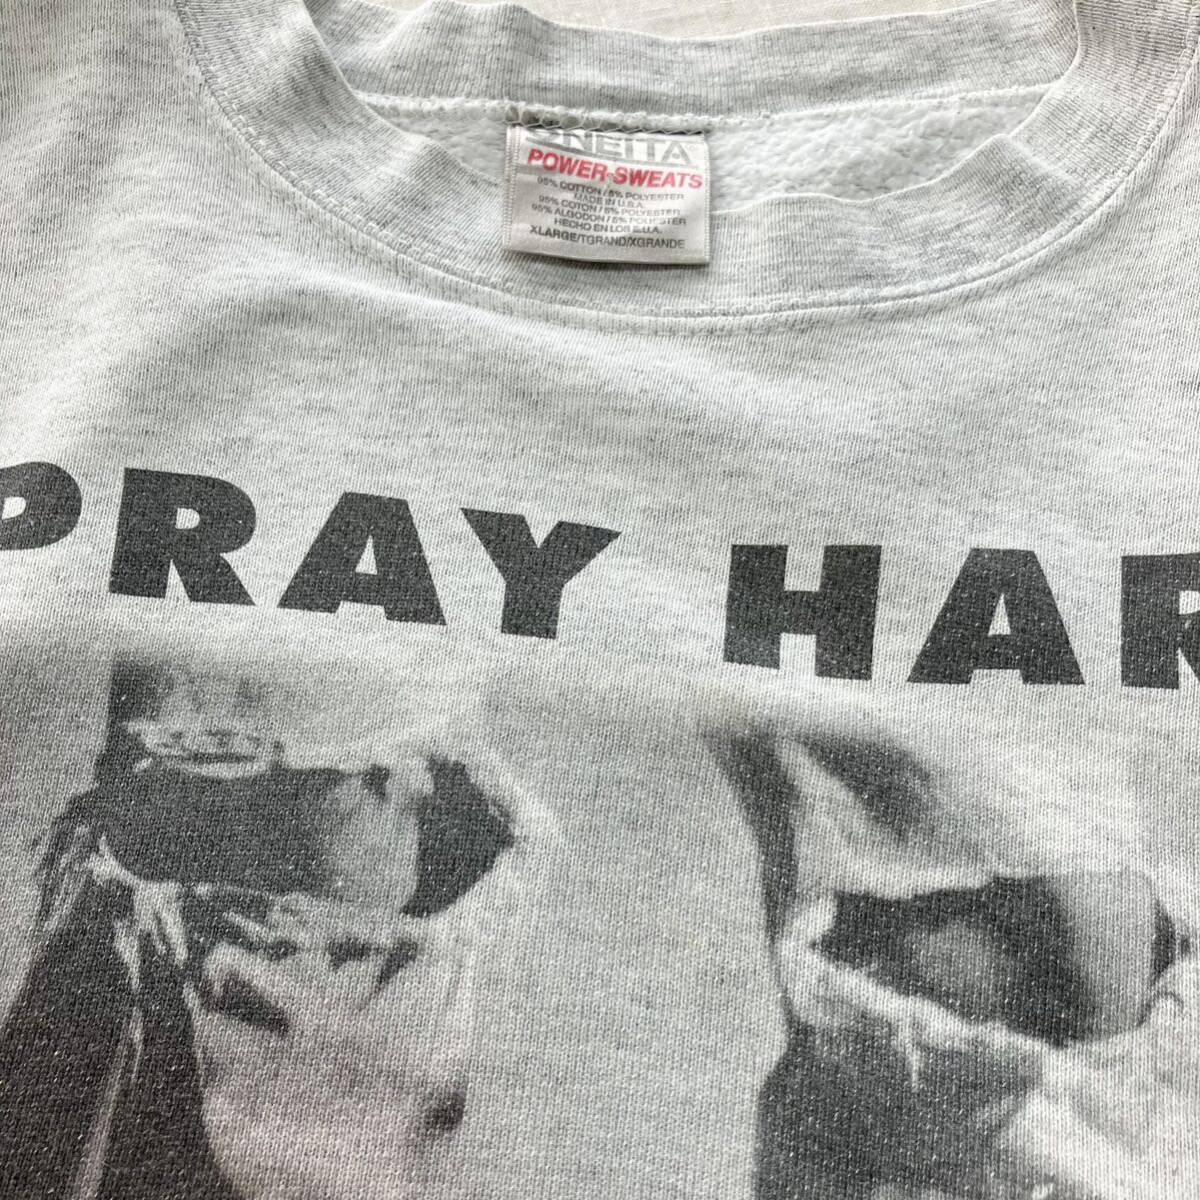 ONEITA
POWER-SWEATS
95% COTTON / 5% POLYESTER
MADE IN U.S.A.
95% COTON / 5% POLYESTER
95% ALGODON / 5% POLIESTER
HECHO EN LOS E.U.A.
XLARGE/TGRAND/XGRANDE
PRAY HAR